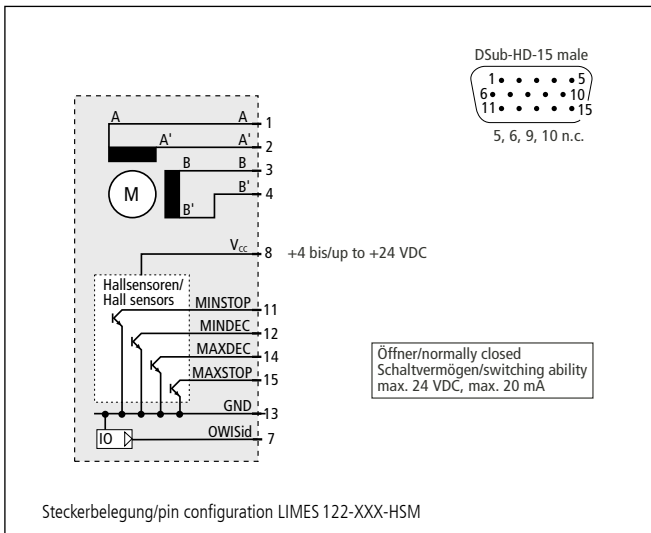 DSub-HD-15 male
1 5
6 10
11 15
5, 6, 9, 10 n.c.
A A 1
A' A' 2
B B 3
M
B' B' 4
Vcc 8 +4 bis/up to +24 VDC
Hallsensoren/
Hall sensors
MINSTOP 11
MINDEC 12
MAXDEC 14
MAXSTOP 15
GND 13
IO OWISid 7
Öffner/normally closed
Schaltvermögen/switching ability
max. 24 VDC, max. 20 mA
Steckerbelegung/pin configuration LIMES 122-XXX-HSM